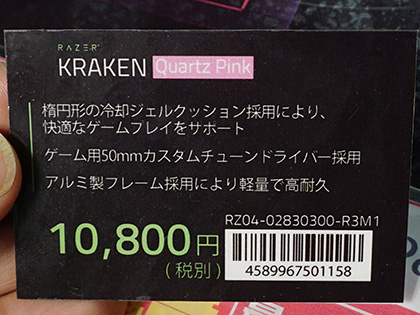 RAZER
KRAKEN Quartz Pink
楕円形の冷却ジェルクッション採用により、
快適なゲームプレイをサポート
ゲーム用50mmカスタムチューンドライバー採用
アルミ製フレーム採用により軽量で高耐久
RZ04-02830300-R3M1
10,800円
(税別)
4589967501158